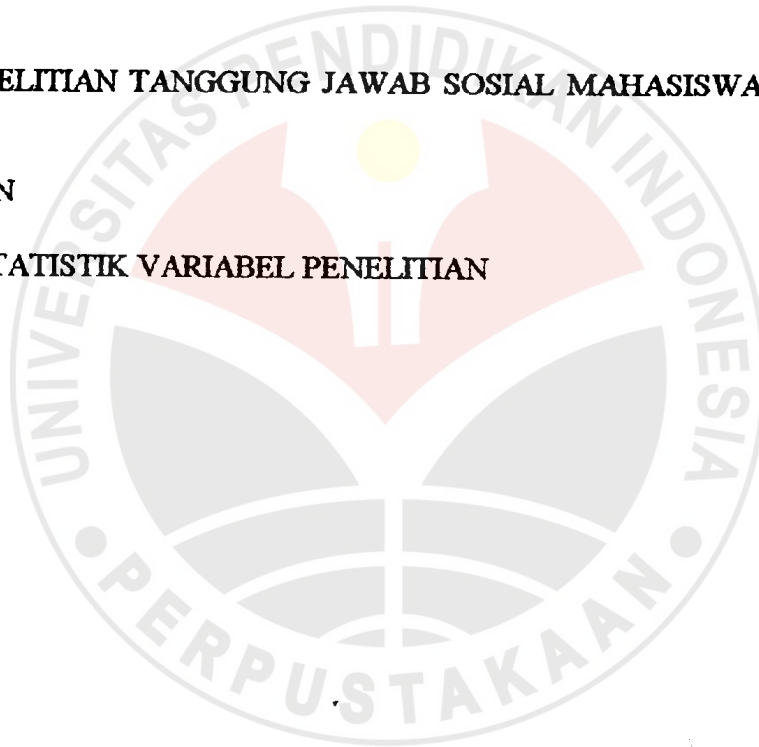 ELITIAN TANGGUNG JAWAB SOSIAL MAHASISWA
N
TATISTIK VARIABEL PENELITIAN
UNIVERSITAS PENDIDIKAN INDONESIA
PERPUSTAKAAN